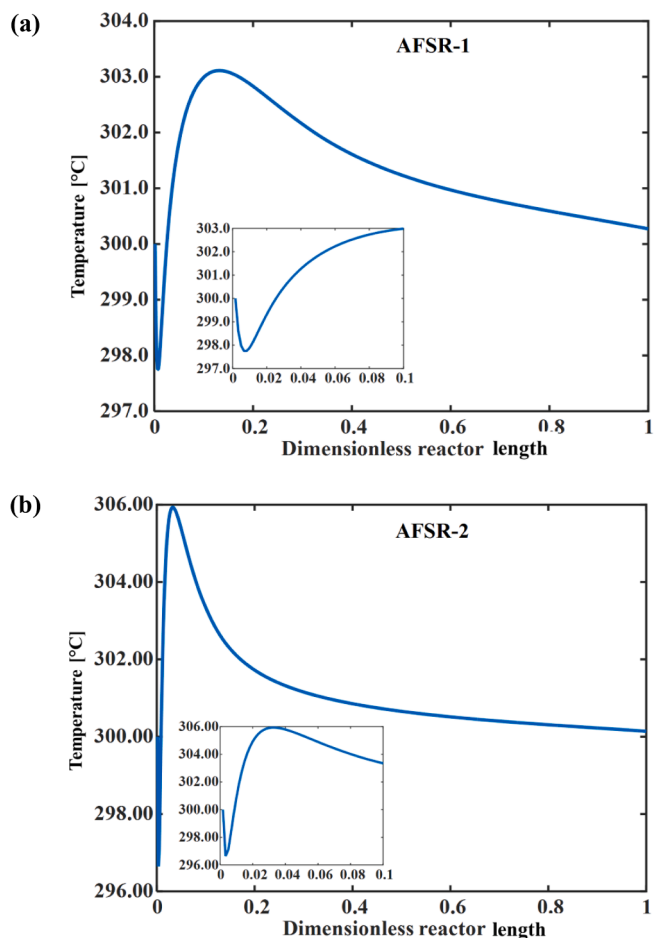 (a)
AFSR-1
304.0
303.0
302.0
301.0
300.0
299.0
298.0
297.0
Temperature [°C]
303.0
302.0
301.0
300.0
299.0
298.0
297.0
0 0.02 0.04 0.06 0.08 0.1
0 0.2 0.4 0.6 0.8 1
Dimensionless reactor length
(b)
AFSR-2
306.00
304.00
302.00
300.00
298.00
296.00
Temperature [°C]
306.00
304.00
302.00
300.00
298.00
296.00
0 0.02 0.04 0.06 0.08 0.1
0 0.2 0.4 0.6 0.8 1
Dimensionless reactor length